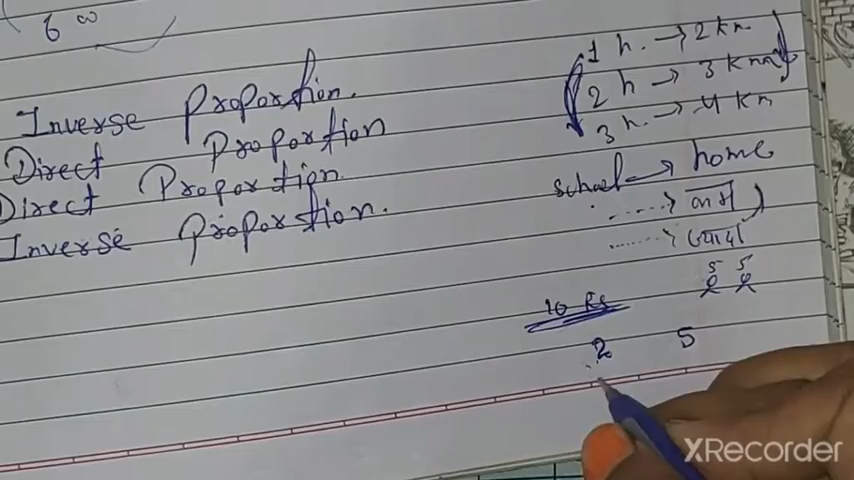 6
Inverse Proportion.
Direct Proportion
Direct Proportion.
Inverse Proportion.
1 h. → 2 km
2 h → 3 km
3 h. → 4 km
school → home
5 5
10 Rs
2 5
XRecorder